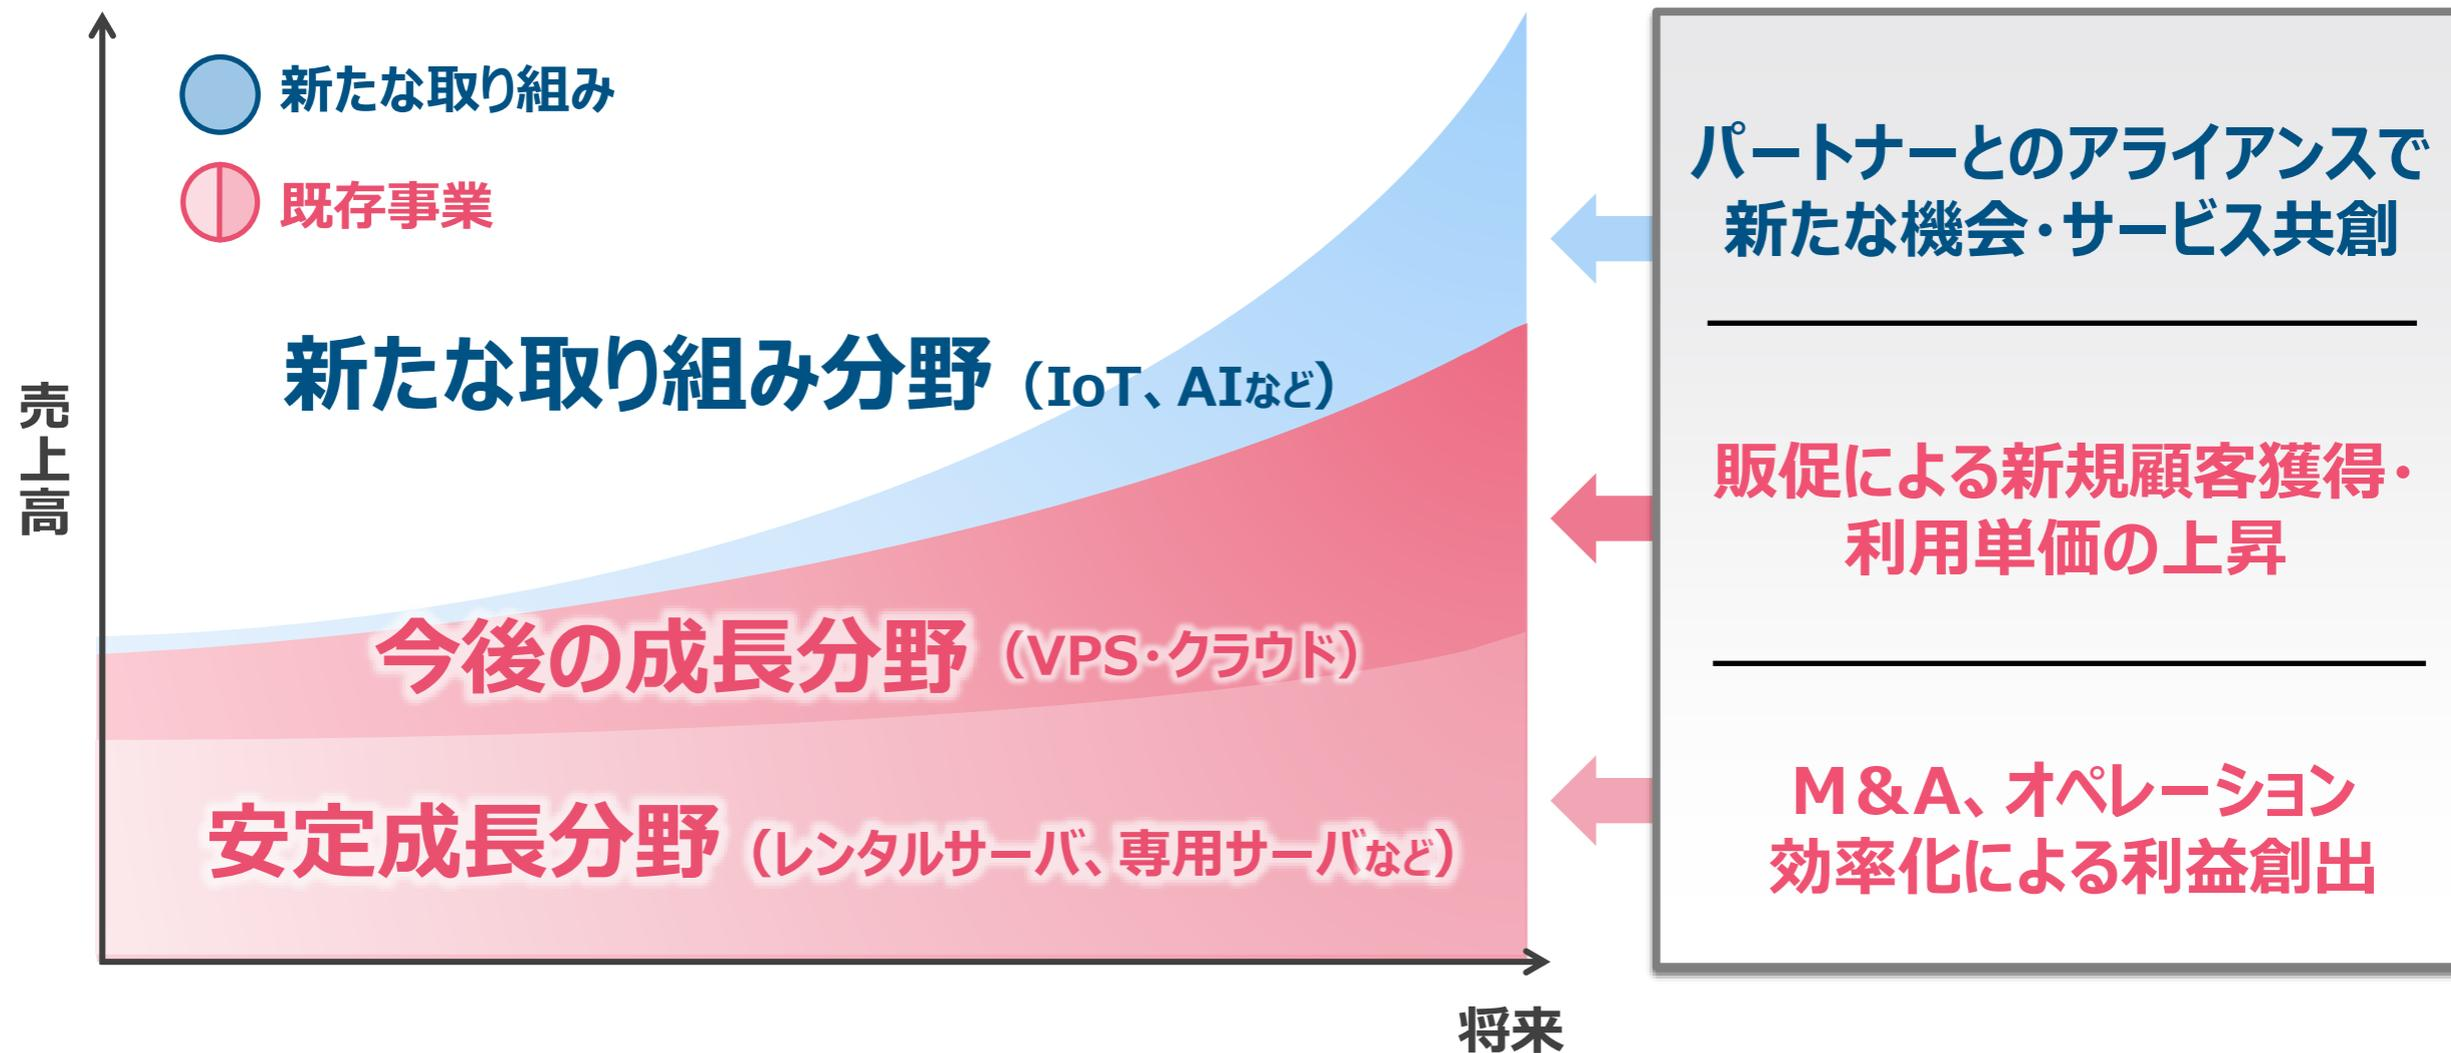 新たな取り組み
既存事業
売上高
新たな取り組み分野（IoT、AIなど）
今後の成長分野（VPS・クラウド）
安定成長分野（レンタルサーバ、専用サーバなど）
将来
パートナーとのアライアンスで
新たな機会・サービス共創
販促による新規顧客獲得・
利用単価の上昇
Ｍ＆Ａ、オペレーション
効率化による利益創出